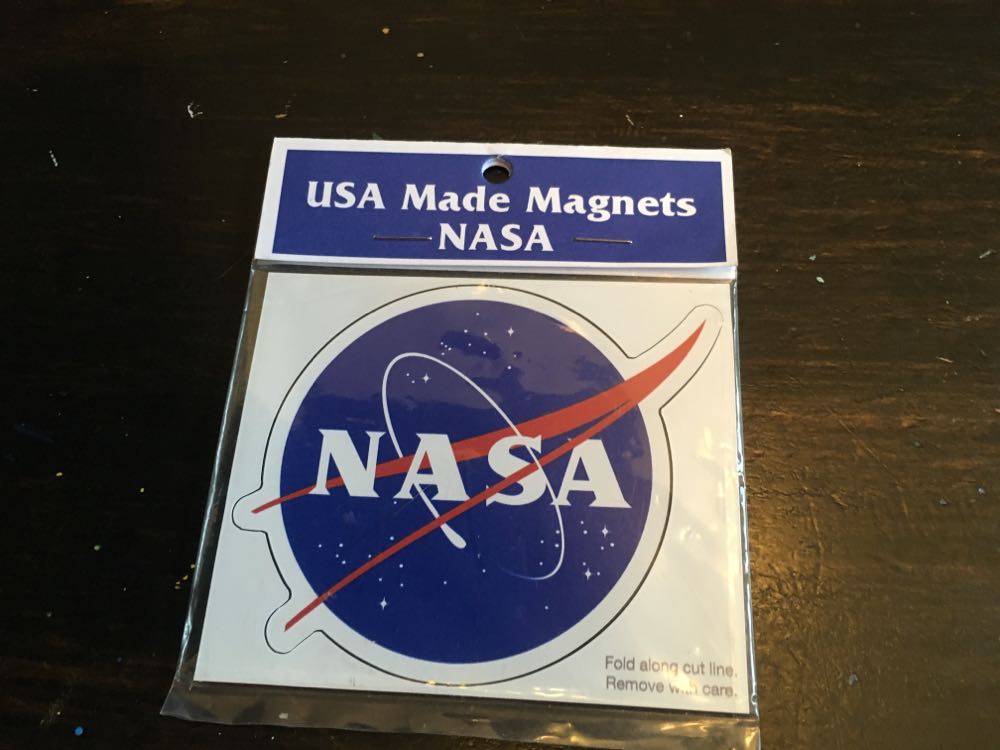 USA Made Magnets
NASA
NASA
Fold along cut line.
Remove with care.